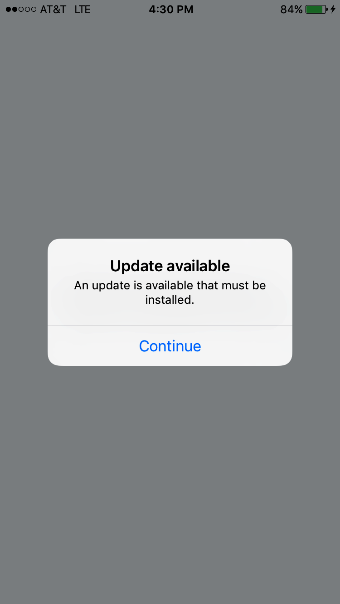 AT&T LTE 4:30 PM 84%
Update available
An update is available that must be
installed.
Continue